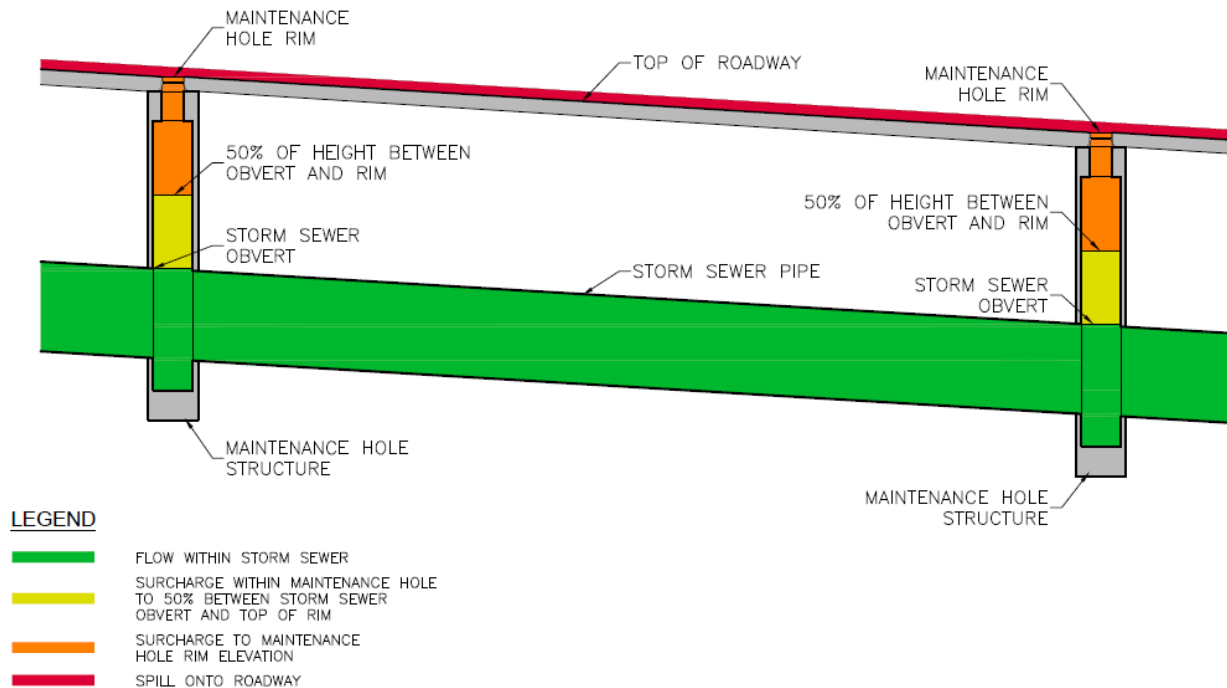 MAINTENANCE
HOLE RIM
TOP OF ROADWAY
MAINTENANCE
HOLE RIM
50% OF HEIGHT BETWEEN
OBVERT AND RIM
50% OF HEIGHT BETWEEN
OBVERT AND RIM
STORM SEWER
OBVERT
STORM SEWER PIPE
STORM SEWER
OBVERT
MAINTENANCE HOLE
STRUCTURE
MAINTENANCE HOLE
STRUCTURE
LEGEND
FLOW WITHIN STORM SEWER
SURCHARGE WITHIN MAINTENANCE HOLE
TO 50% BETWEEN STORM SEWER
OBVERT AND TOP OF RIM
SURCHARGE TO MAINTENANCE
HOLE RIM ELEVATION
SPILL ONTO ROADWAY